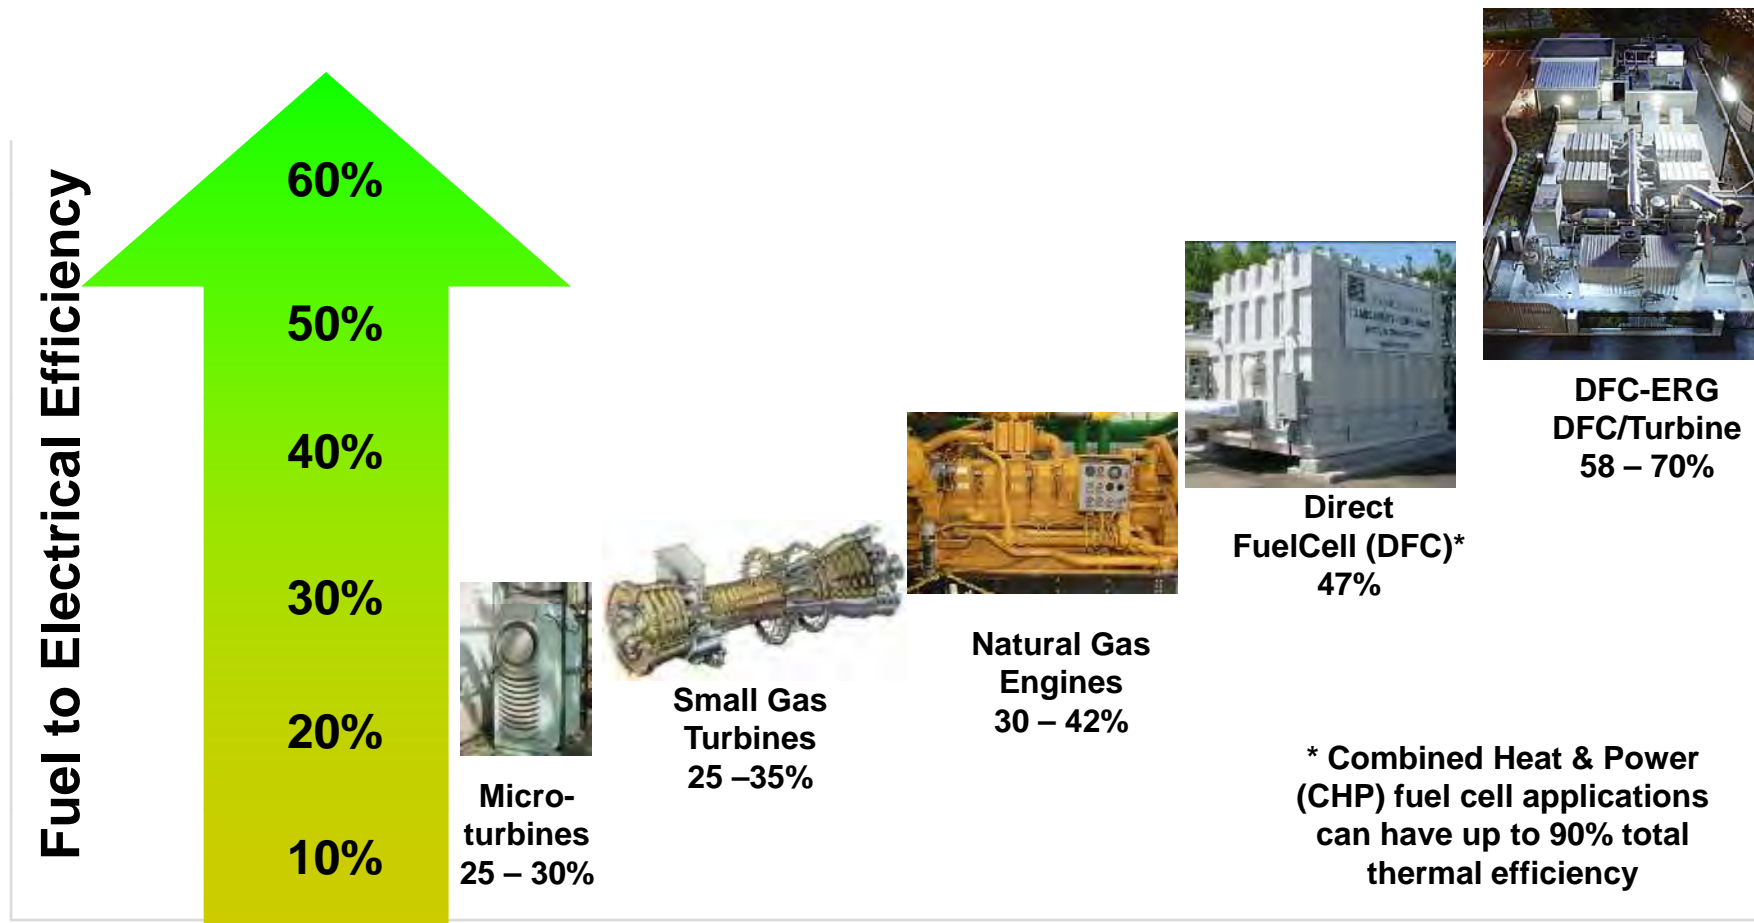 Fuel to Electrical Efficiency
60%
50%
40%
30%
20%
10%
Micro-
turbines
25 – 30%
Small Gas
Turbines
25 –35%
Natural Gas
Engines
30 – 42%
Direct
FuelCell (DFC)*
47%
DFC-ERG
DFC/Turbine
58 – 70%
* Combined Heat & Power
(CHP) fuel cell applications
can have up to 90% total
thermal efficiency